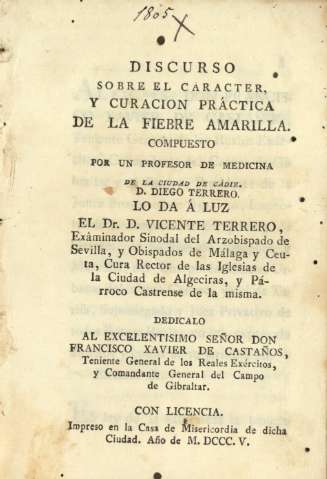 1805 X
DISCURSO
SOBRE EL CARACTER,
Y CURACION PRÁCTICA
DE LA FIEBRE AMARILLA.
COMPUESTO
POR UN PROFESOR DE MEDICINA
DE LA CIUDAD DE CÁDIZ.
D. DIEGO TERRERO.
LO DA Á LUZ
EL Dr. D. VICENTE TERRERO,
Exâminador Sinodal del Arzobispado de
Sevilla, y Obispados de Málaga y Ceu-
ta, Cura Rector de las Iglesias de
la Ciudad de Algeciras, y Pá-
rroco Castrense de la misma.
DEDICALO
AL EXCELENTISIMO SEÑOR DON
FRANCISCO XAVIER DE CASTAÑOS,
Teniente General de los Reales Exércitos,
y Comandante General del Campo
de Gibraltar.
CON LICENCIA.
Impreso en la Casa de Misericordia de dicha
Ciudad. Año de M. DCCC. V.